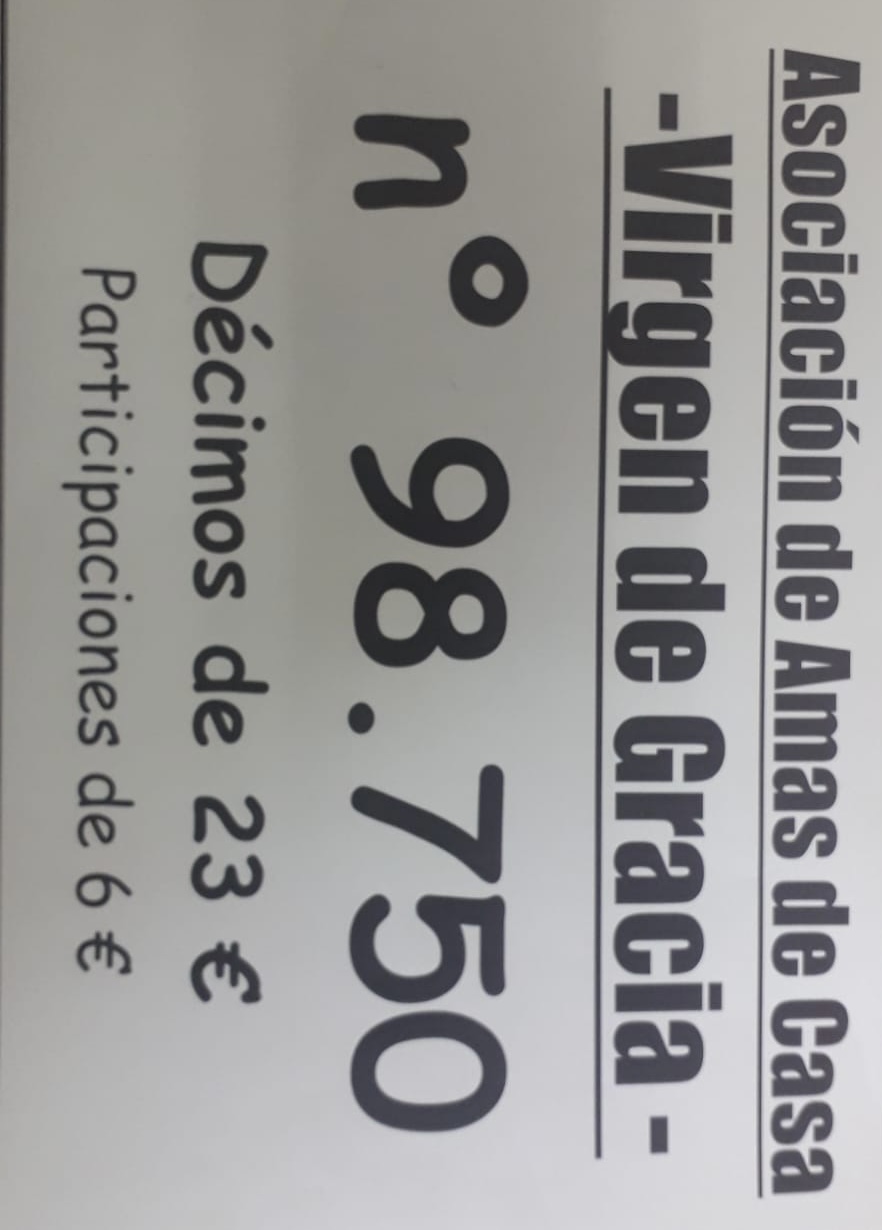 Asociación de Amas de Casa
-Virgen de Gracia -
nº 98.750
Décimos de 23 €
Participaciones de 6 €